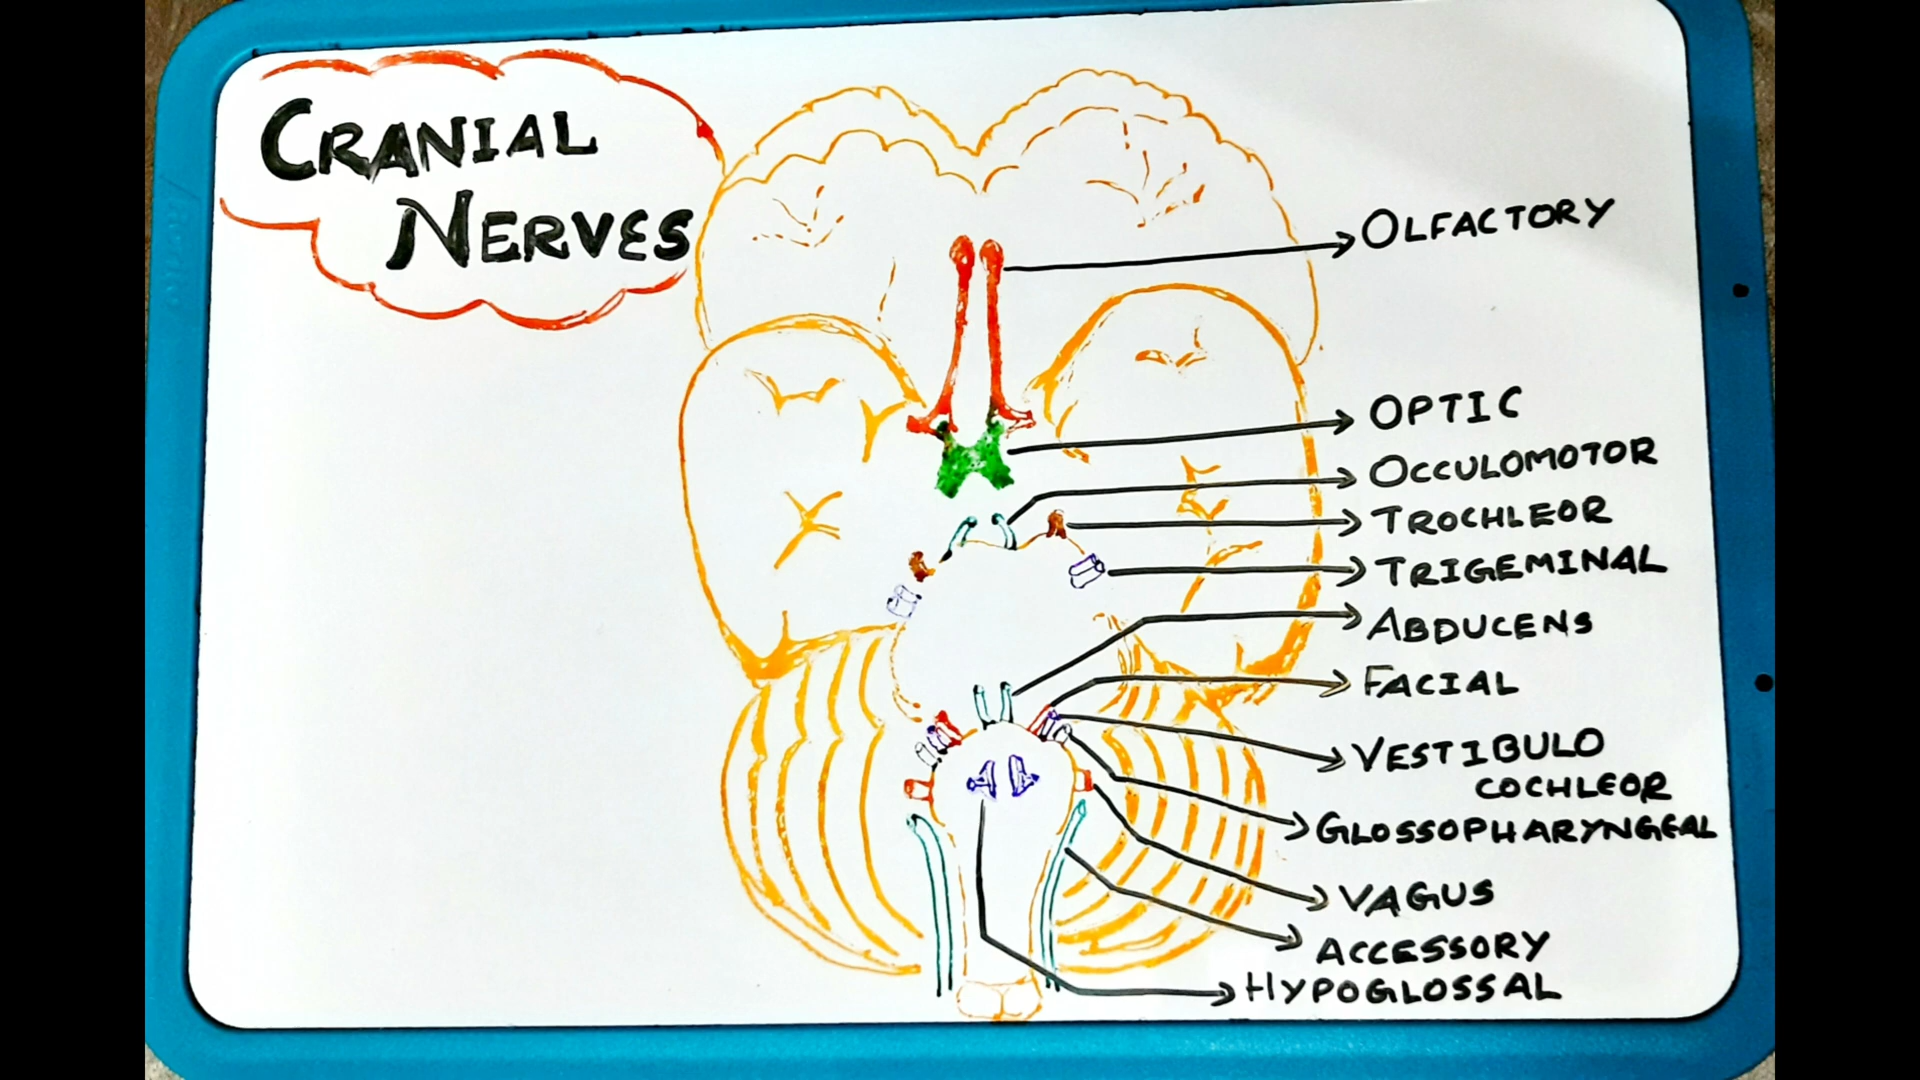 CRANIAL
NERVES
OLFACTORY
OPTIC
OCCULOMOTOR
TROCHLEOR
TRIGEMINAL
ABDUCENS
FACIAL
VESTIBULO
COCHLEOR
GLOSSOPHARYNGEAL
VAGUS
ACCESSORY
HYPOGLOSSAL